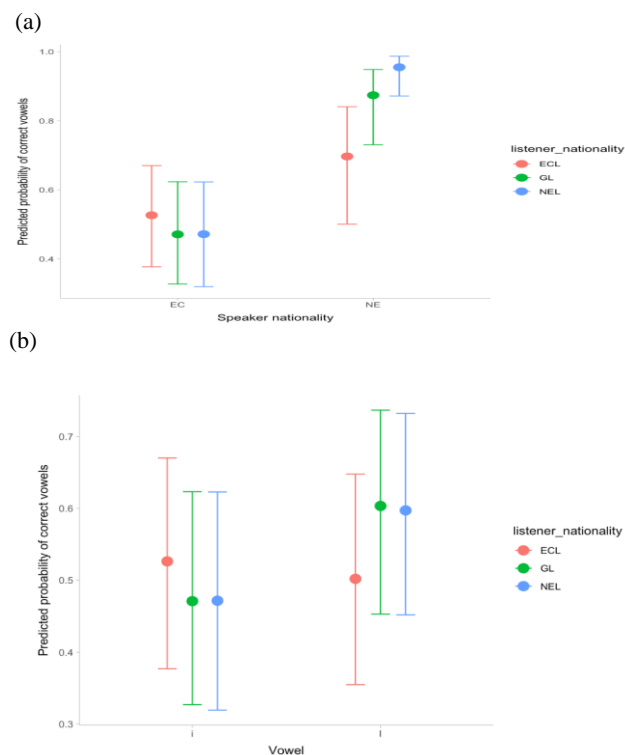 (a)
1.0
0.8
0.6
0.4
Predicted probability of correct vowels
EC
NE
Speaker nationality
listener_nationality
ECL
GL
NEL
(b)
0.7
0.6
0.5
0.4
0.3
Predicted probability of correct vowels
i
I
Vowel
listener_nationality
ECL
GL
NEL